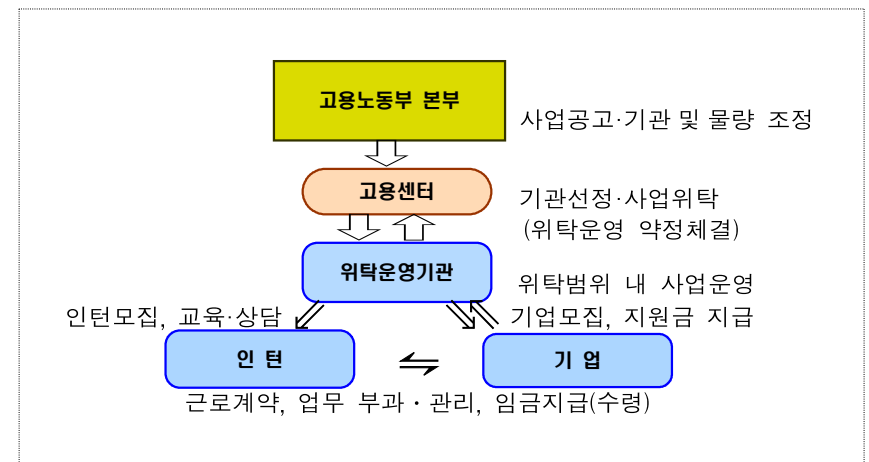 고용노동부 본부
사업공고·기관 및 물량 조정
고용센터
기관선정·사업위탁
(위탁운영 약정체결)
위탁운영기관
위탁범위 내 사업운영
인턴모집, 교육·상담
기업모집, 지원금 지급
인 턴
기 업
근로계약, 업무 부과·관리, 임금지급(수령)